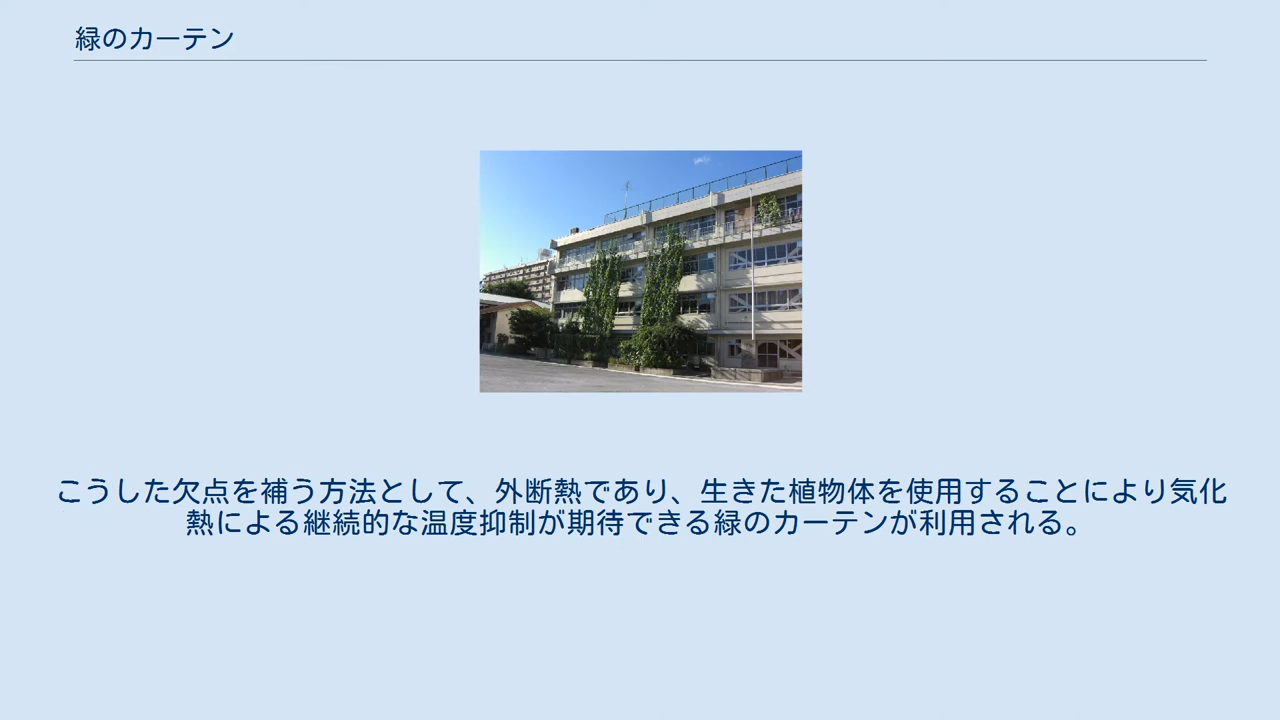 緑のカーテン
こうした欠点を補う方法として、外断熱であり、生きた植物体を使用することにより気化
熱による継続的な温度抑制が期待できる緑のカーテンが利用される。